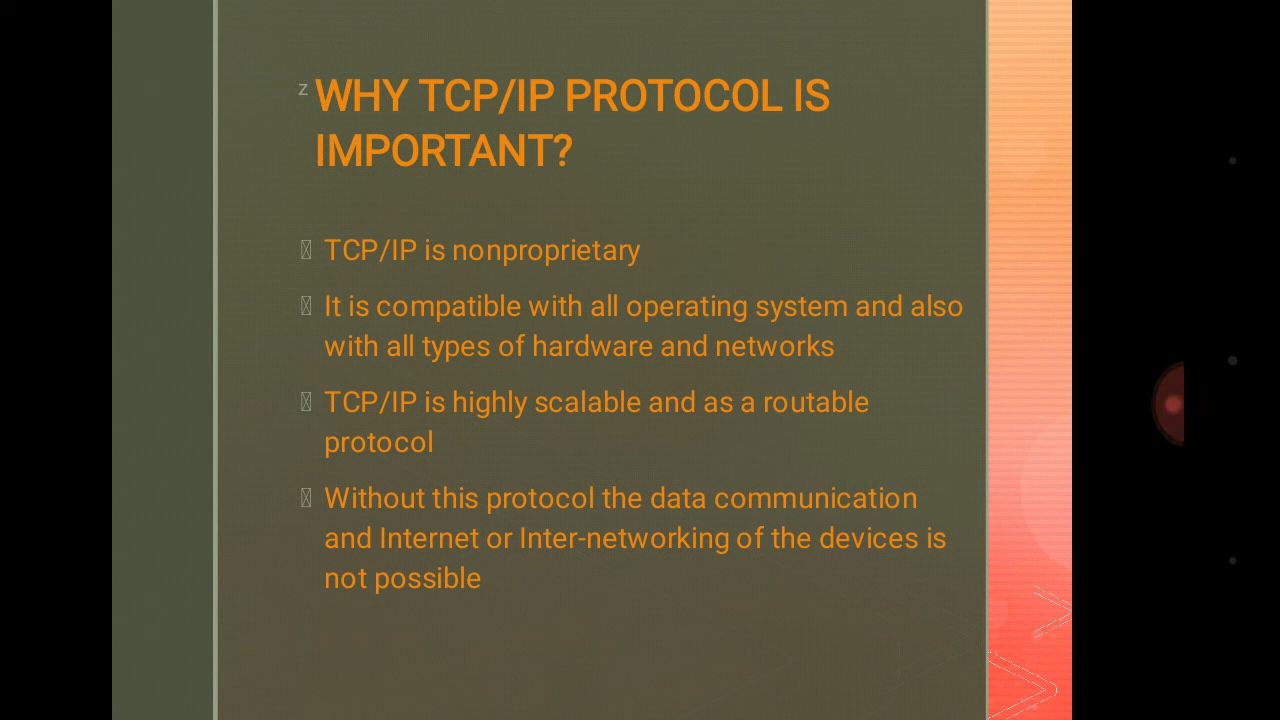 z WHY TCP/IP PROTOCOL IS
IMPORTANT?
TCP/IP is nonproprietary
It is compatible with all operating system and also
with all types of hardware and networks
TCP/IP is highly scalable and as a routable
protocol
Without this protocol the data communication
and Internet or Inter-networking of the devices is
not possible